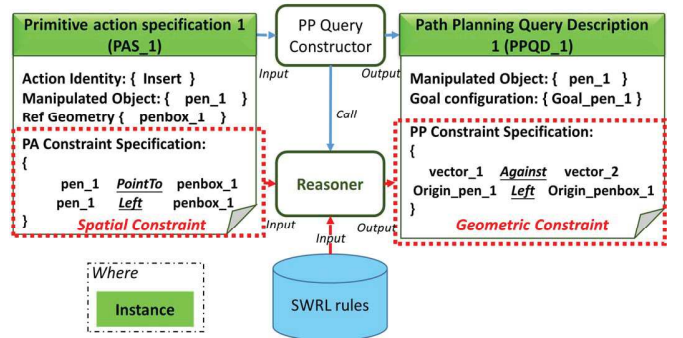 Primitive action specification 1
(PAS_1)
Action Identity: { Insert }
Manipulated Object: { pen_1 }
Ref Geometry { penbox_1 }
PA Constraint Specification:
{
pen_1 PointTo penbox_1
pen_1 Left penbox_1
}
Spatial Constraint
PP Query
Constructor
Input
Output
Call
Reasoner
Input
Input
Output
SWRL rules
Path Planning Query Description
1 (PPQD_1)
Manipulated Object: { pen_1 }
Goal configuration: { Goal_pen_1 }
PP Constraint Specification:
{
vector_1 Against vector_2
Origin_pen_1 Left Origin_penbox_1
}
Geometric Constraint
Where
Instance